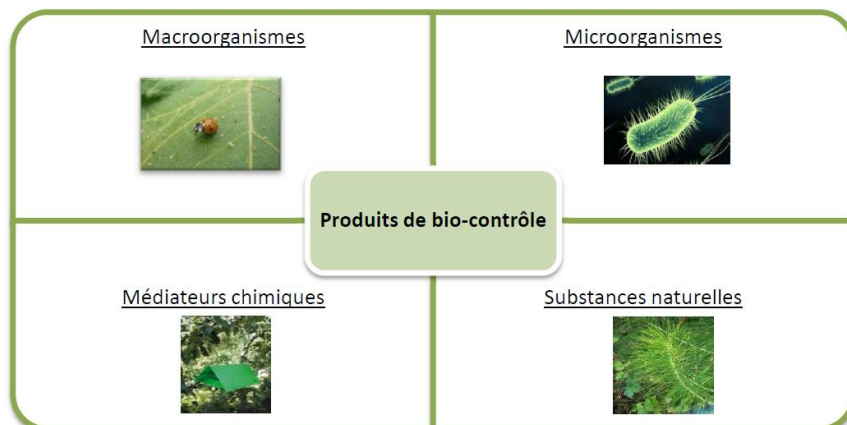 Macroorganismes
Microorganismes
Produits de bio-contrôle
Médiateurs chimiques
Substances naturelles